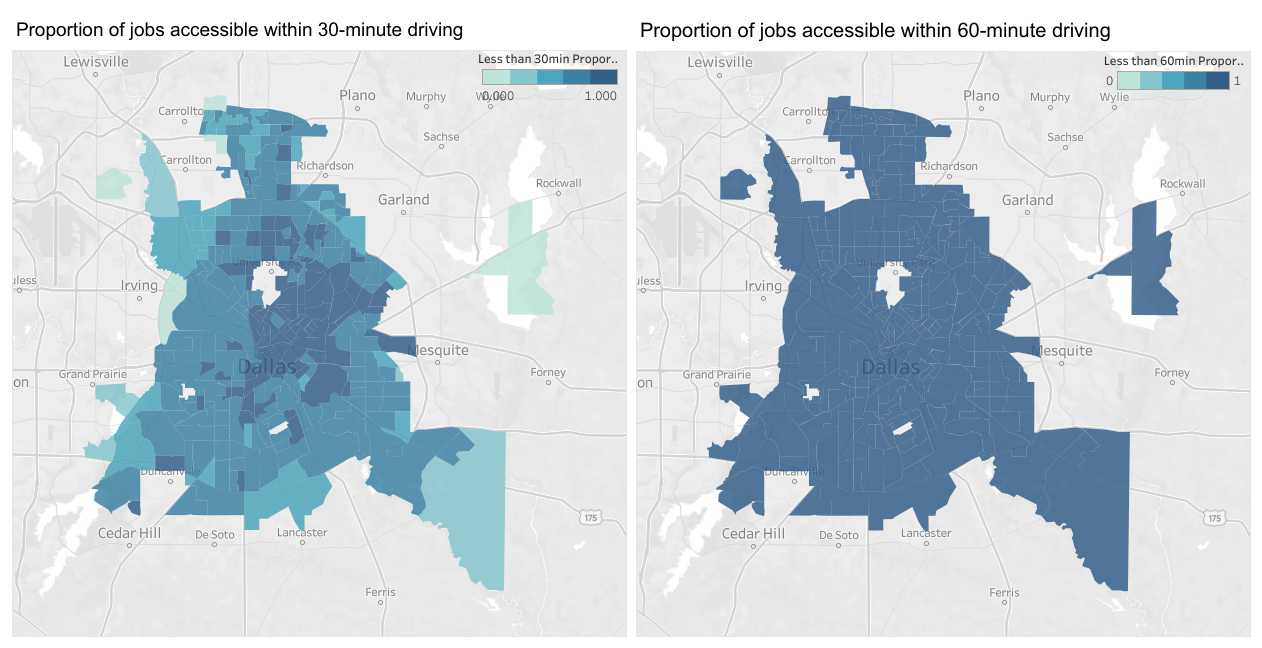 Proportion of jobs accessible within 30-minute driving
Less than 30min Propor..
0.000 1.000
Lewisville
Plano
Murphy
Carrollton
Sachse
Carrollton
Richardson
Rockwall
Garland
Irving
Dallas
Mesquite
Grand Prairie
Forney
Duncanville
Cedar Hill
De Soto
Lancaster
175
Ferris
Proportion of jobs accessible within 60-minute driving
Less than 60min Propor..
0 1
Lewisville
Plano
Murphy
Wylie
Carrollton
Sachse
Carrollton
Richardson
Rockwall
Garland
University Park
Irving
Dallas
Mesquite
Grand Prairie
Forney
Duncanville
Cedar Hill
De Soto
Lancaster
175
Ferris